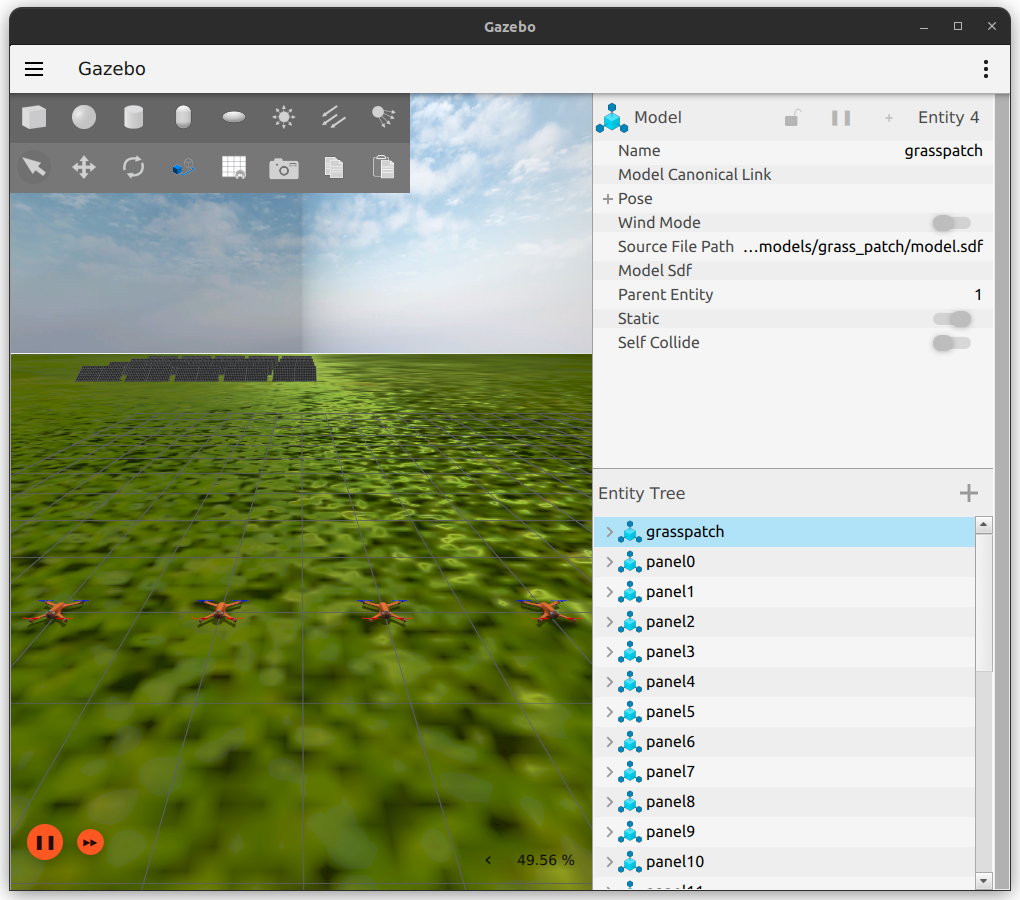 Gazebo
Gazebo
Model Entity 4
Name grasspatch
Model Canonical Link
Pose
Wind Mode
Source File Path ...models/grass_patch/model.sdf
Model Sdf
Parent Entity 1
Static
Self Collide
Entity Tree
grasspatch
panel0
panel1
panel2
panel3
panel4
panel5
panel6
panel7
panel8
panel9
panel10
49.56 %